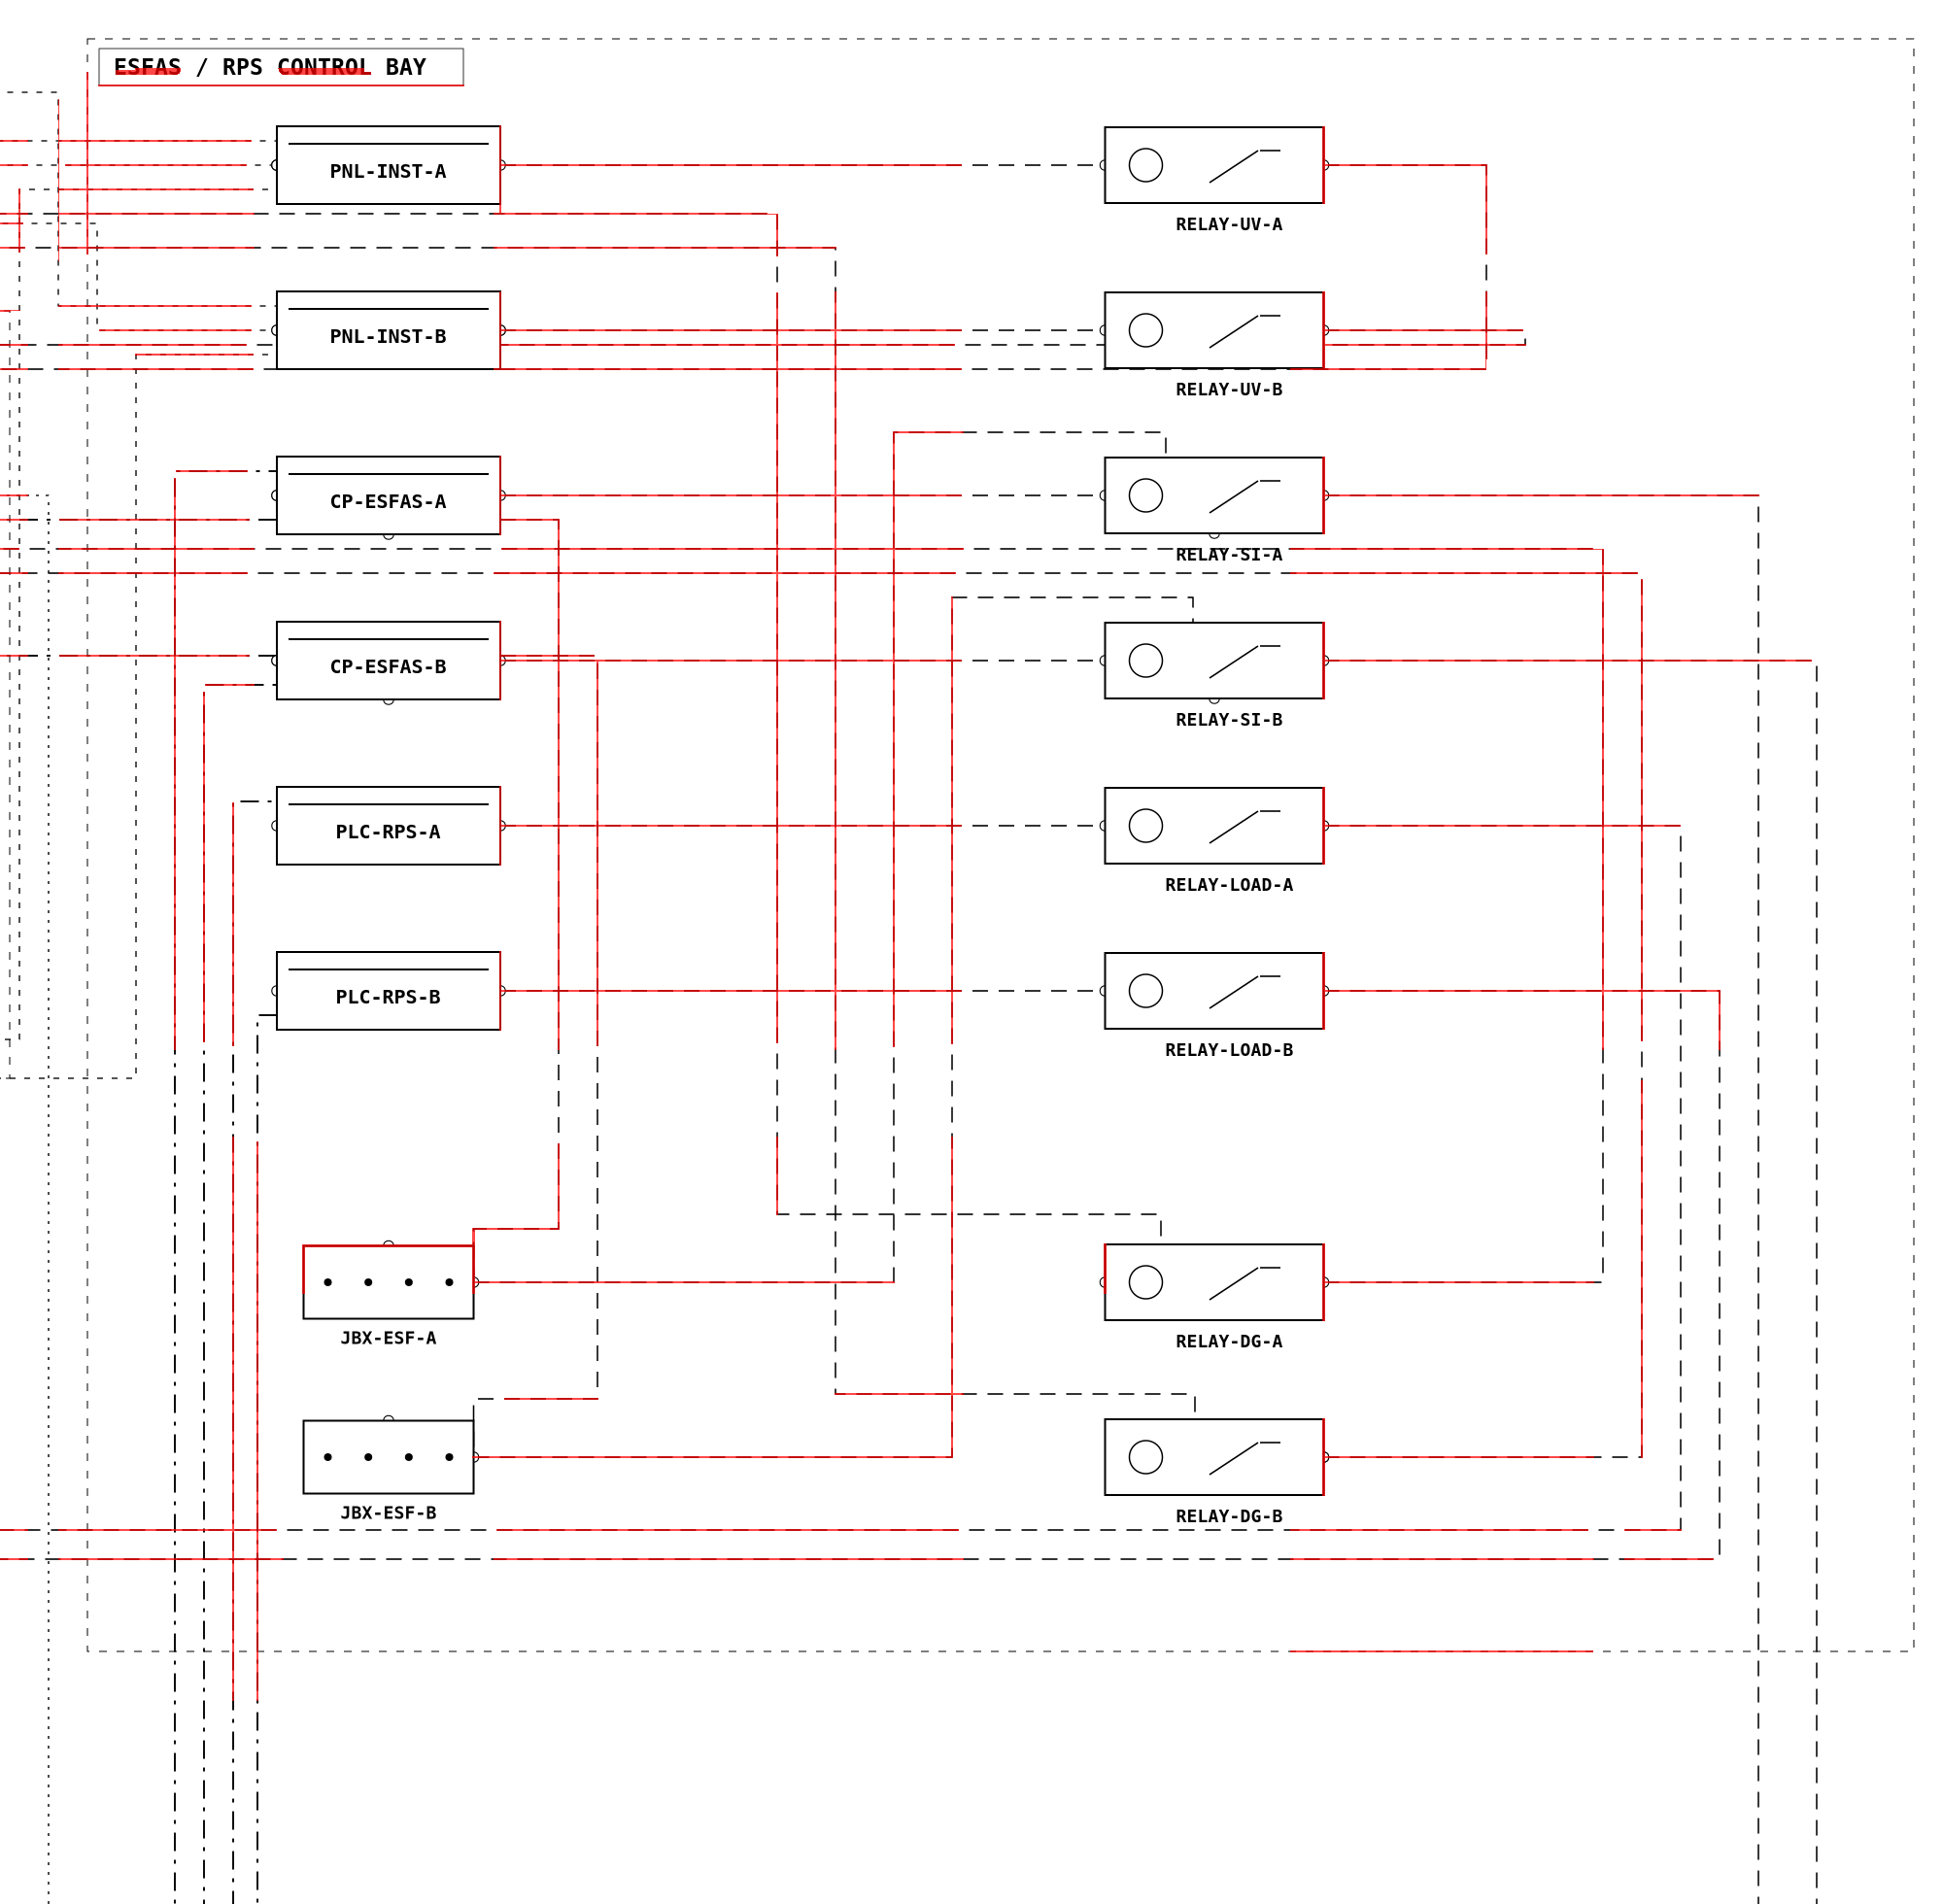 ESFAS / RPS CONTROL BAY
PNL-INST-A
RELAY-UV-A
PNL-INST-B
RELAY-UV-B
CP-ESFAS-A
RELAY-SI-A
CP-ESFAS-B
RELAY-SI-B
PLC-RPS-A
RELAY-LOAD-A
PLC-RPS-B
RELAY-LOAD-B
JBX-ESF-A
RELAY-DG-A
JBX-ESF-B
RELAY-DG-B